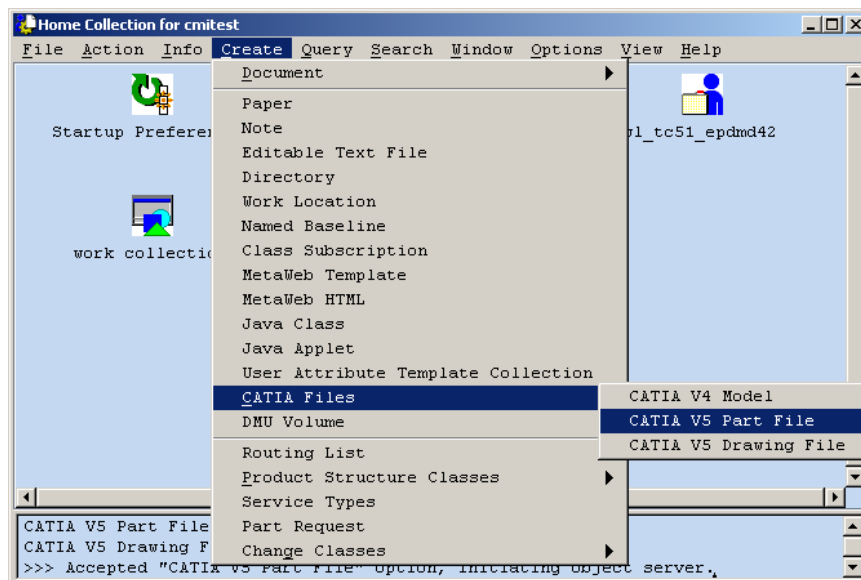 Home Collection for cmitest
File Action Info Create Query Search Window Options View Help
Document
Paper
Startup Prefere
Note
l_tc51_epdmd42
Editable Text File
Directory
Work Location
Named Baseline
work collectio
Class Subscription
MetaWeb Template
MetaWeb HTML
Java Class
Java Applet
User Attribute Template Collection
CATIA Files
CATIA V4 Model
DMU Volume
CATIA V5 Part File
CATIA V5 Drawing File
Routing List
Product Structure Classes
Service Types
CATIA V5 Part File
Part Request
CATIA V5 Drawing F
Change Classes
>>> Accepted "CATIA V5 Part File" option, initiating object server.